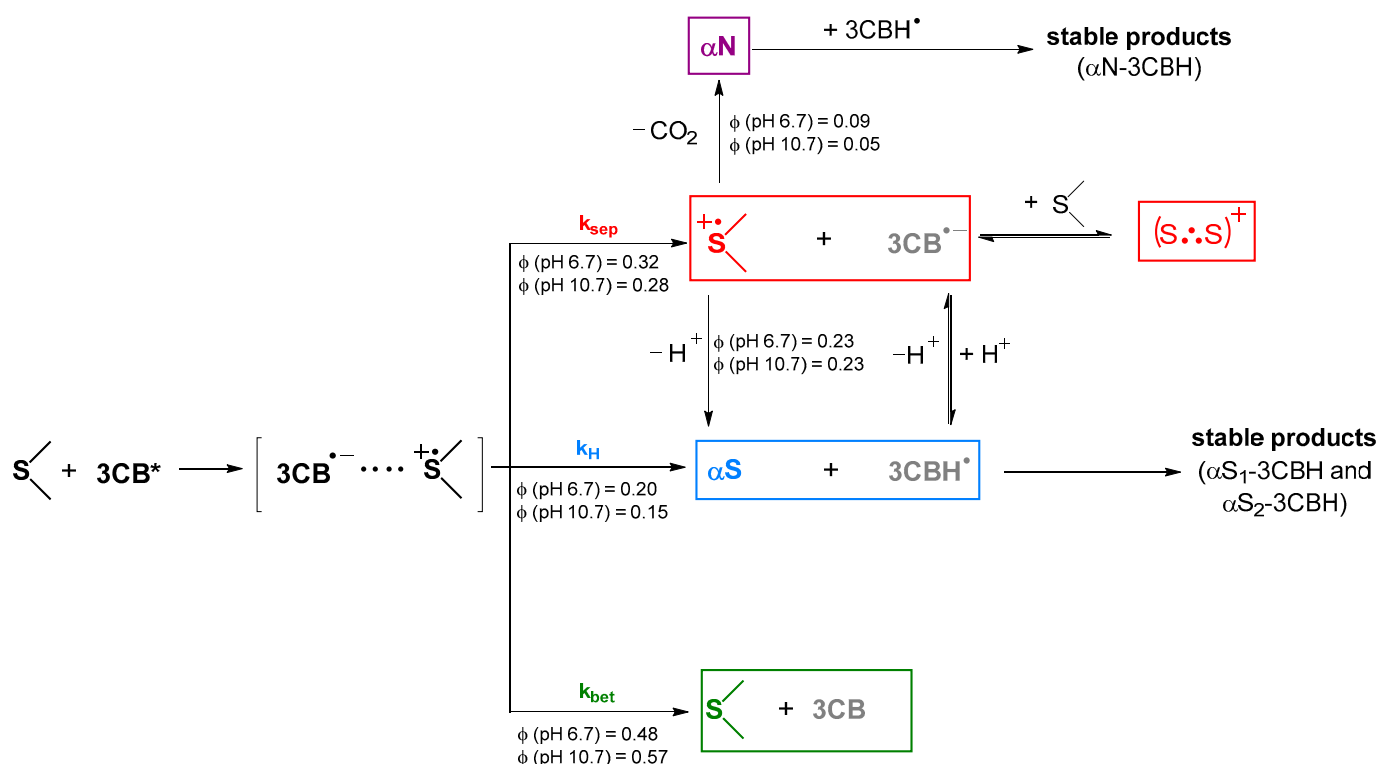 αN
+ 3CBH•
stable products
(αN-3CBH)
– CO2
ϕ (pH 6.7) = 0.09
ϕ (pH 10.7) = 0.05
ksep
ϕ (pH 6.7) = 0.32
ϕ (pH 10.7) = 0.28
+• S + 3CB•–
+ S
(S∴S)+
– H+
ϕ (pH 6.7) = 0.23
ϕ (pH 10.7) = 0.23
–H+ + H+
S + 3CB* [ 3CB•– •••• +• S ]
kH
ϕ (pH 6.7) = 0.20
ϕ (pH 10.7) = 0.15
αS + 3CBH•
stable products
(αS1-3CBH and
αS2-3CBH)
kbet
ϕ (pH 6.7) = 0.48
ϕ (pH 10.7) = 0.57
S + 3CB